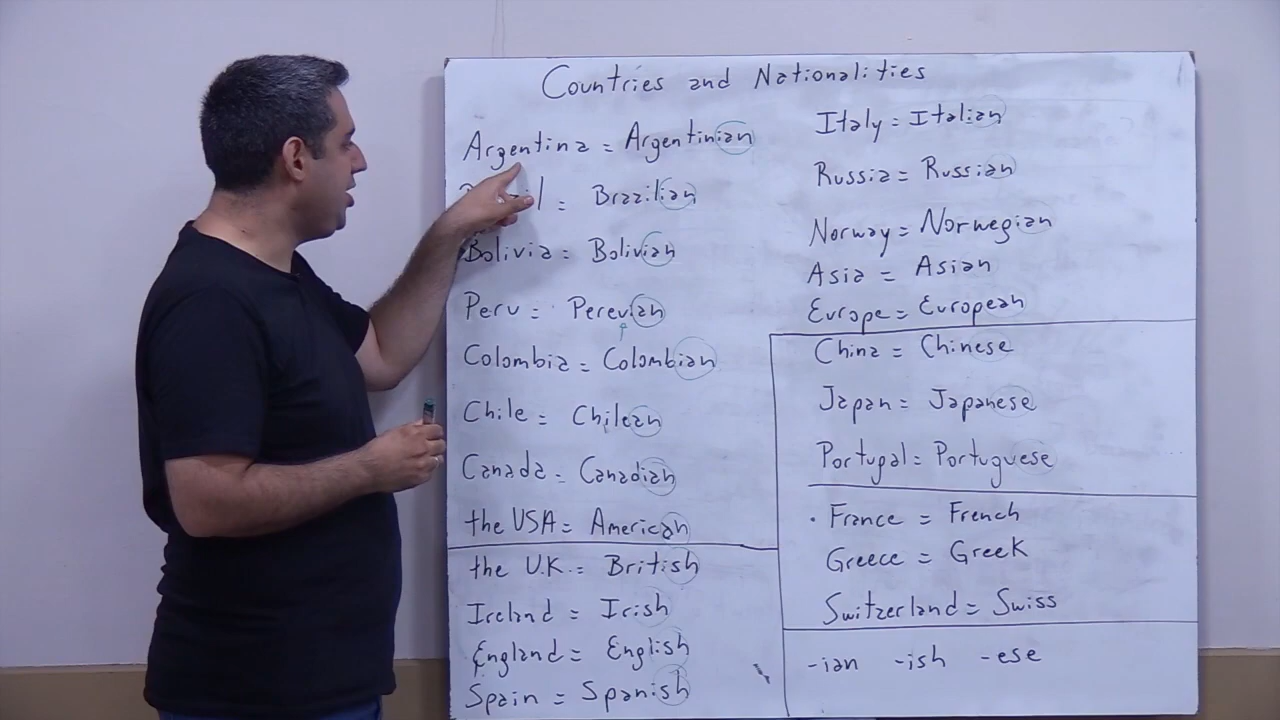 Countries and Nationalities
Argentina = Argentinian
= Brazilian
Bolivia = Bolivian
Peru = Perevian
Colombia = Colombian
Chile = Chilean
Canada = Canadian
the USA = American
the U.K. = British
Ireland = Irish
England = English
Spain = Spanish
Italy = Italian
Russia = Russian
Norway = Norwegian
Asia = Asian
Europe = European
China = Chinese
Japan = Japanese
Portugal = Portuguese
France = French
Greece = Greek
Switzerland = Swiss
-ian -ish -ese